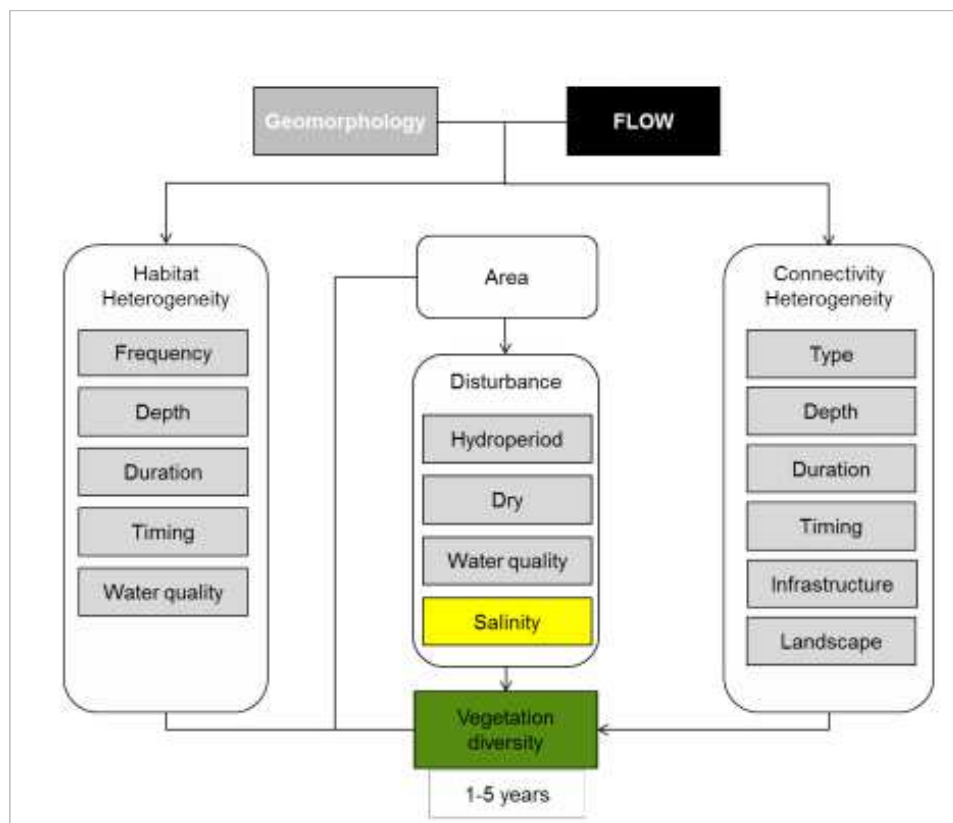 Geomorphology
FLOW
Habitat
Heterogeneity
Frequency
Depth
Duration
Timing
Water quality
Area
Disturbance
Hydroperiod
Dry
Water quality
Salinity
Connectivity
Heterogeneity
Type
Depth
Duration
Timing
Infrastructure
Landscape
Vegetation
diversity
1-5 years